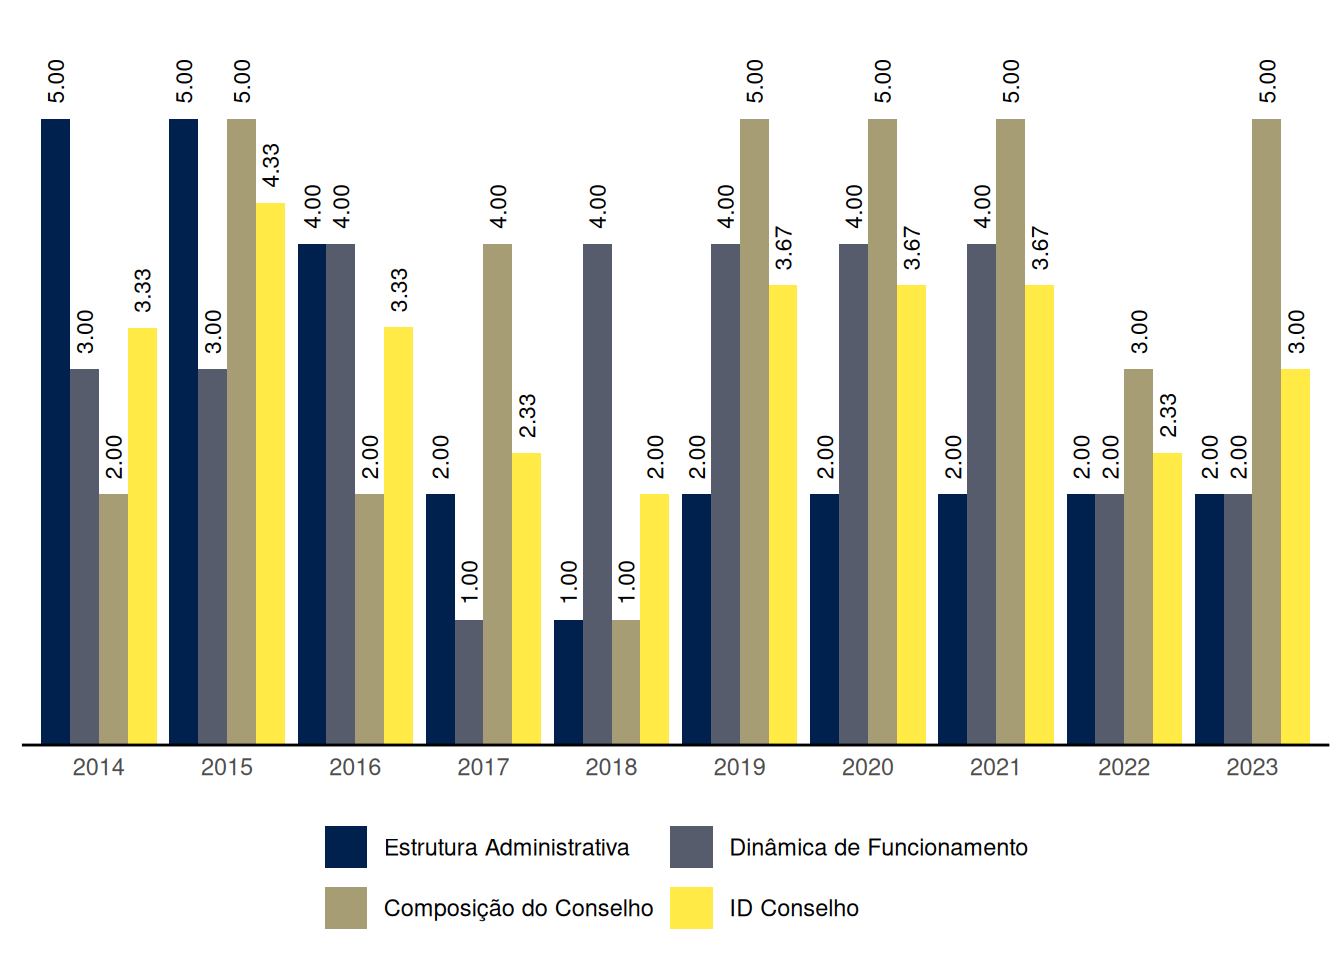 5.00 3.00 2.00 3.33 5.00 3.00 5.00 4.33 4.00 4.00 2.00 3.33 2.00 1.00 4.00 2.33 1.00 4.00 1.00 2.00 2.00 4.00 5.00 3.67 2.00 4.00 5.00 3.67 2.00 4.00 5.00 3.67 2.00 2.00 3.00 2.33 2.00 2.00 5.00 3.00
2014 2015 2016 2017 2018 2019 2020 2021 2022 2023
Estrutura Administrativa Dinâmica de Funcionamento
Composição do Conselho ID Conselho